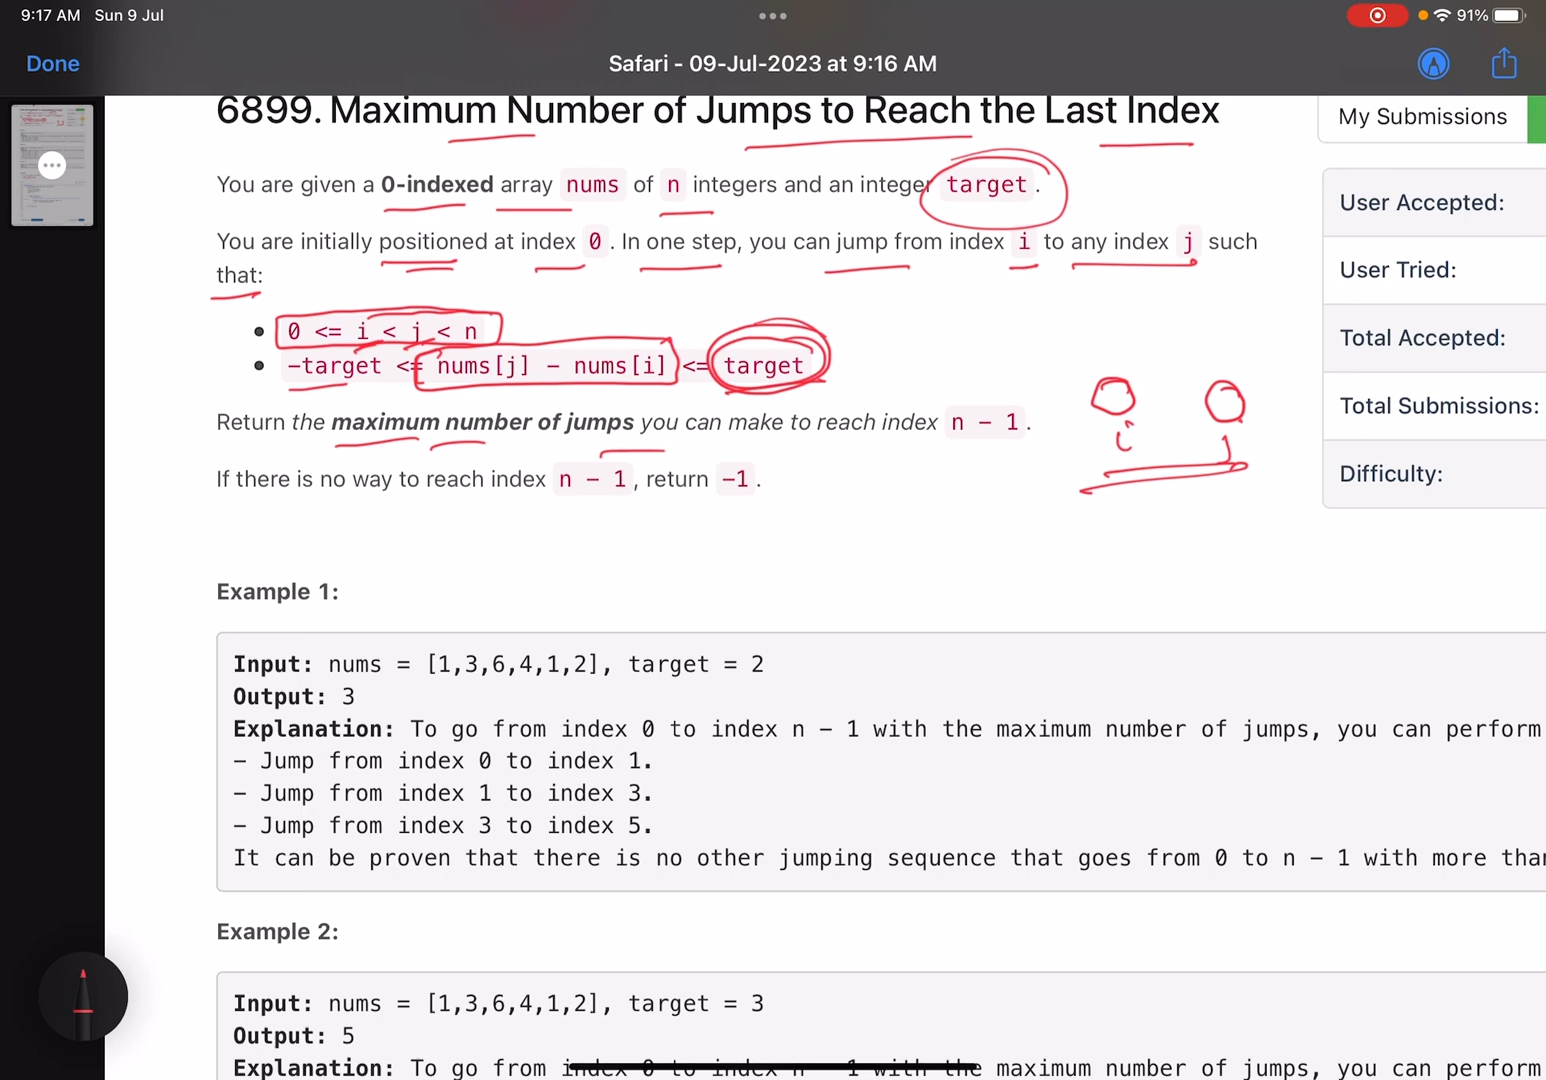 9:17 AM Sun 9 Jul
91%
Done
Safari - 09-Jul-2023 at 9:16 AM
6899. Maximum Number of Jumps to Reach the Last Index
My Submissions
You are given a 0-indexed array nums of n integers and an integer target.
User Accepted:
You are initially positioned at index 0. In one step, you can jump from index i to any index j such
that:
User Tried:
• 0 <= i < j < n
Total Accepted:
• -target <= nums[j] - nums[i] <= target
Total Submissions:
Return the maximum number of jumps you can make to reach index n - 1.
i j
Difficulty:
If there is no way to reach index n - 1, return -1.
Example 1:
Input: nums = [1,3,6,4,1,2], target = 2
Output: 3
Explanation: To go from index 0 to index n - 1 with the maximum number of jumps, you can perform
- Jump from index 0 to index 1.
- Jump from index 1 to index 3.
- Jump from index 3 to index 5.
It can be proven that there is no other jumping sequence that goes from 0 to n - 1 with more than
Example 2:
Input: nums = [1,3,6,4,1,2], target = 3
Output: 5
Explanation: To go from index 0 to index n - 1 with the maximum number of jumps, you can perform